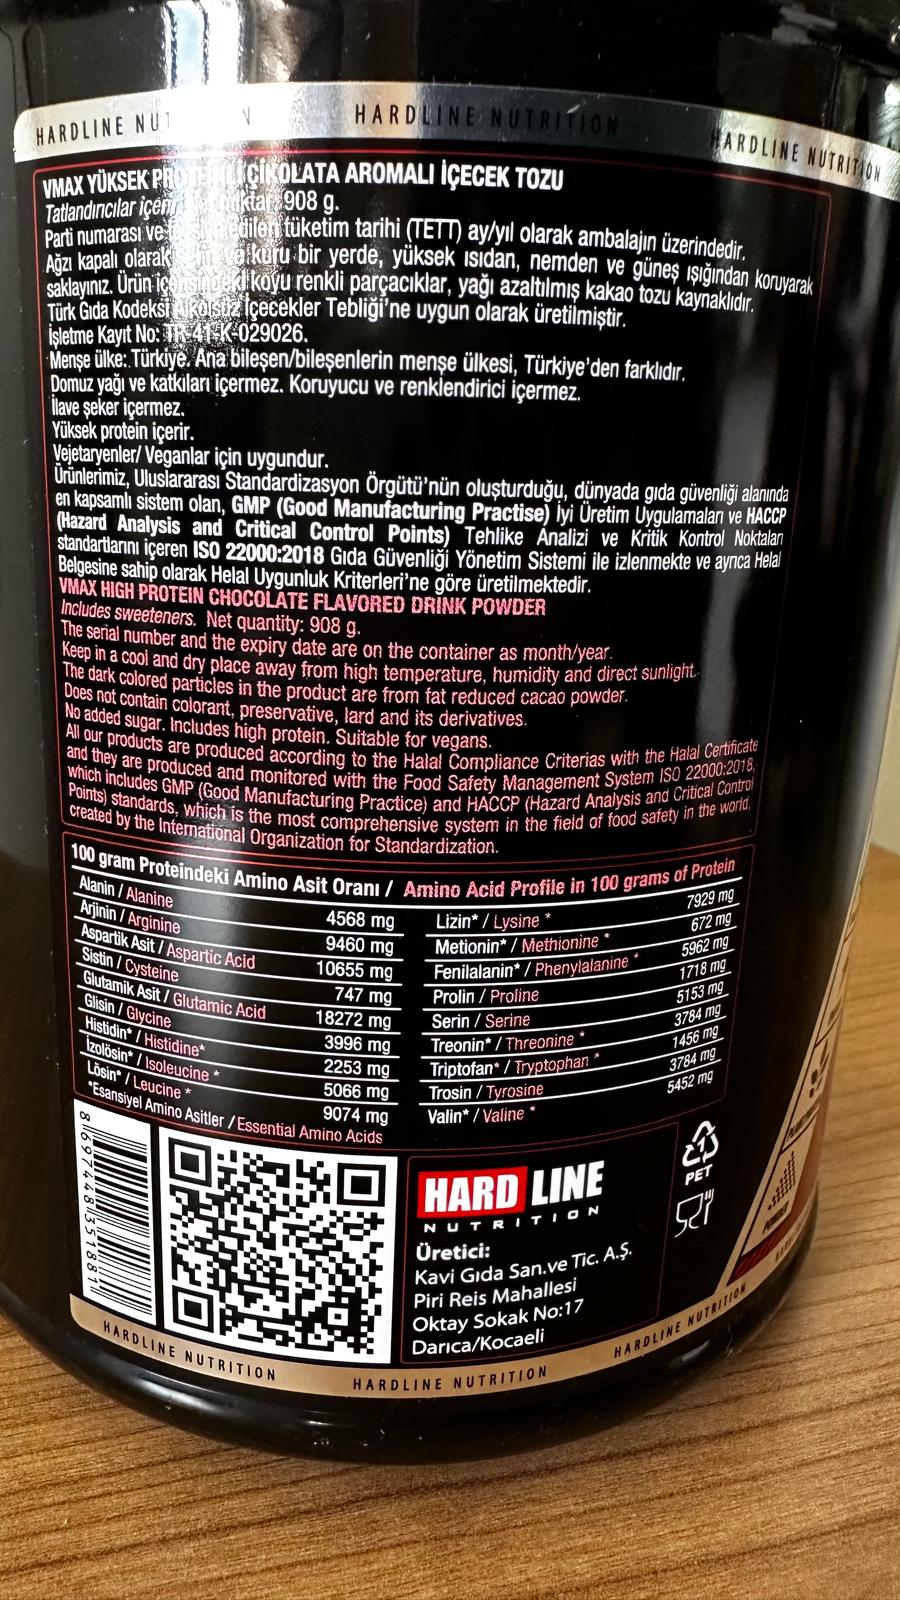 HARDLINE NUT N HARDLINE NUTRITION HARDLINE NUTRITION
VMAX YÜKSEK PROTEİNLİ ÇİKOLATA AROMALI İÇECEK TOZU
Tatlandırıcılar içerir. miktar: 908 g.
Parti numarası ve tüketim tarihi (TETT) ay/yıl olarak ambalajın üzerindedir.
Ağzı kapalı olarak ve kuru bir yerde, yüksek ısıdan, nemden ve güneş ışığından koruyarak
saklayınız. Ürün içerisindeki koyu renkli parçacıklar, yağı azaltılmış kakao tozu kaynaklıdır.
Türk Gıda Kodeksi Alkolsüz İçecekler Tebliği'ne uygun olarak üretilmiştir.
İşletme Kayıt No: TR-41-K-029026.
Menşe ülke: Türkiye. Ana bileşen/bileşenlerin menşe ülkesi, Türkiye'den farklıdır.
Domuz yağı ve katkıları içermez. Koruyucu ve renklendirici içermez.
İlave şeker içermez.
Yüksek protein içerir.
Vejetaryenler/ Veganlar için uygundur.
Ürünlerimiz, Uluslararası Standardizasyon Örgütü'nün oluşturduğu, dünyada gıda güvenliği alanında
en kapsamlı sistem olan, GMP (Good Manufacturing Practise) İyi Üretim Uygulamaları ve HACCP
(Hazard Analysis and Critical Control Points) Tehlike Analizi ve Kritik Kontrol Noktaları
standartlarını içeren ISO 22000:2018 Gıda Güvenliği Yönetim Sistemi ile izlenmekte ve ayrıca Helal
Belgesine sahip olarak Helal Uygunluk Kriterleri'ne göre üretilmektedir.
VMAX HIGH PROTEIN CHOCOLATE FLAVORED DRINK POWDER
Includes sweeteners. Net quantity: 908 g.
The serial number and the expiry date are on the container as month/year.
Keep in a cool and dry place away from high temperature, humidity and direct sunlight.
The dark colored particles in the product are from fat reduced cacao powder.
Does not contain colorant, preservative, lard and its derivatives.
No added sugar. Includes high protein. Suitable for vegans.
All our products are produced according to the Halal Compliance Criterias with the Halal Certificate
and they are produced and monitored with the Food Safety Management System ISO 22000:2018,
which includes GMP (Good Manufacturing Practice) and HACCP (Hazard Analysis and Critical Control
Points) standards, which is the most comprehensive system in the field of food safety in the world,
created by the International Organization for Standardization.
100 gram Proteindeki Amino Asit Oranı / Amino Acid Profile in 100 grams of Protein
Alanin / Alanine 4568 mg
Arjinin / Arginine 9460 mg
Aspartik Asit / Aspartic Acid 10655 mg
Sistin / Cysteine 747 mg
Glutamik Asit / Glutamic Acid 18272 mg
Glisin / Glycine 3996 mg
Histidin* / Histidine* 2253 mg
İzolösin* / Isoleucine * 5066 mg
Lösin* / Leucine * 9074 mg
*Esansiyel Amino Asitler / Essential Amino Acids
Lizin* / Lysine * 7929 mg
Metionin* / Methionine * 672 mg
Fenilalanin* / Phenylalanine * 5962 mg
Prolin / Proline 1718 mg
Serin / Serine 5153 mg
Treonin* / Threonine * 3784 mg
Triptofan* / Tryptophan * 1456 mg
Trosin / Tyrosine 3784 mg
Valin* / Valine * 5452 mg
8 697448 351881
HARD LINE
NUTRITION
Üretici:
Kavi Gıda San.ve Tic. A.Ş.
Piri Reis Mahallesi
Oktay Sokak No:17
Darıca/Kocaeli
1
PET
HARDLINE NUTRITION HARDLINE NUTRITION HARDLINE NUTRITION